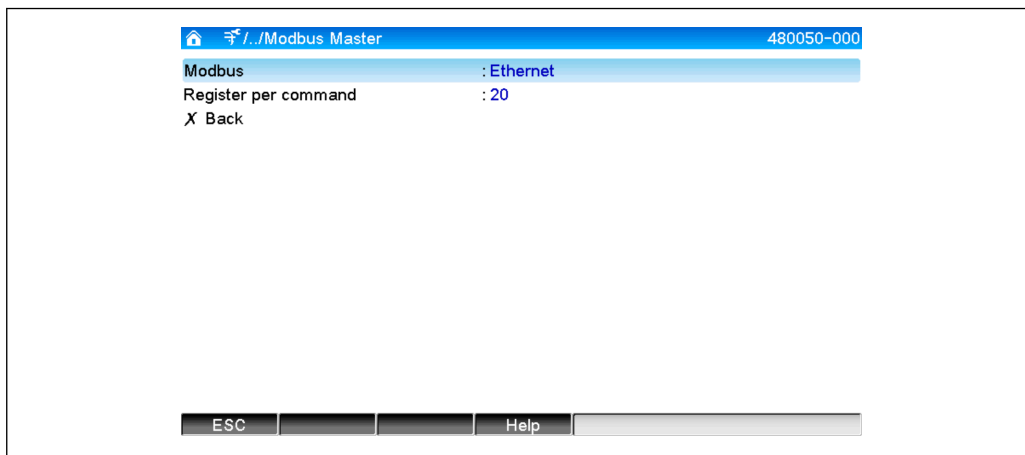 /../Modbus Master 480050-000
Modbus : Ethernet
Register per command : 20
X Back
ESC Help